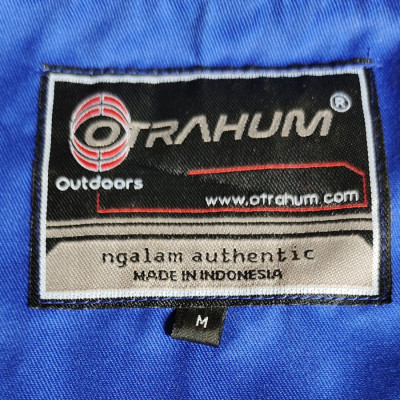 OTRAHUM®
Outdoors
www.otrahum.com
ngalam authentic
MADE IN INDONESIA
M